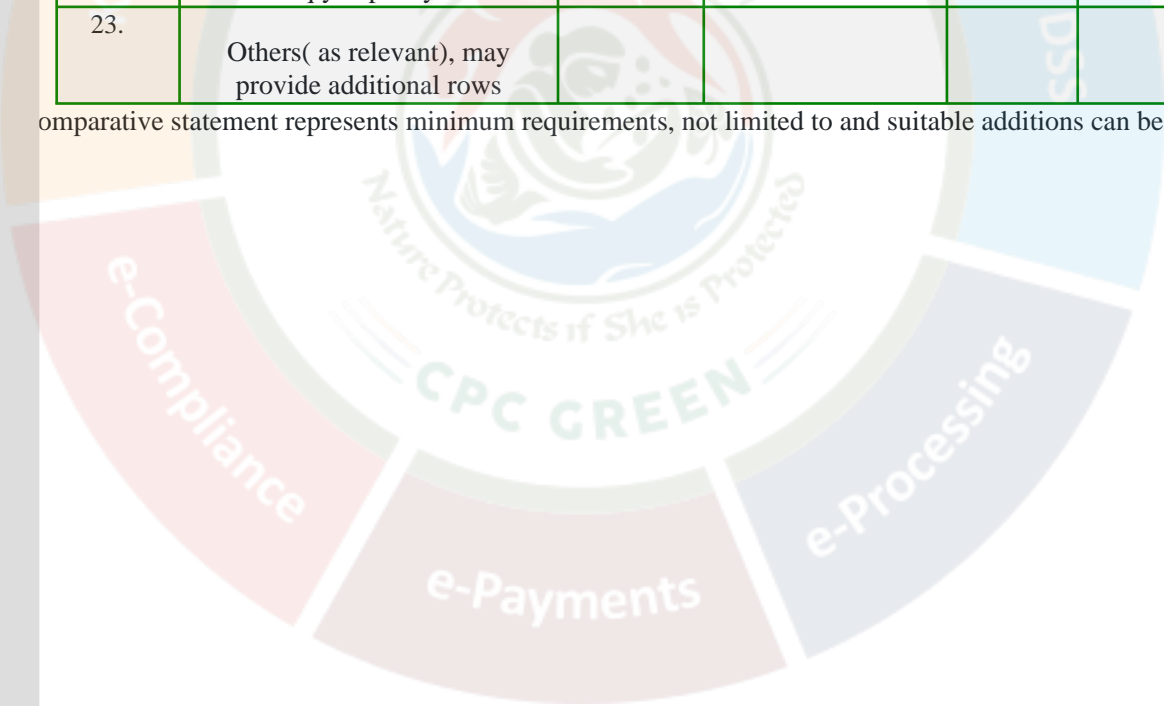 23.
Others( as relevant), may
provide additional rows
omparative statement represents minimum requirements, not limited to and suitable additions can be
DSS
Nature Protects if She is Protected
CPC GREEN
e-Compliance
e-Processing
e-Payments